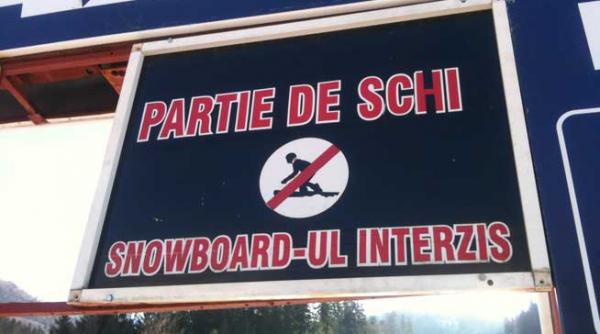 PARTIE DE SCHI
SNOWBOARD-UL INTERZIS